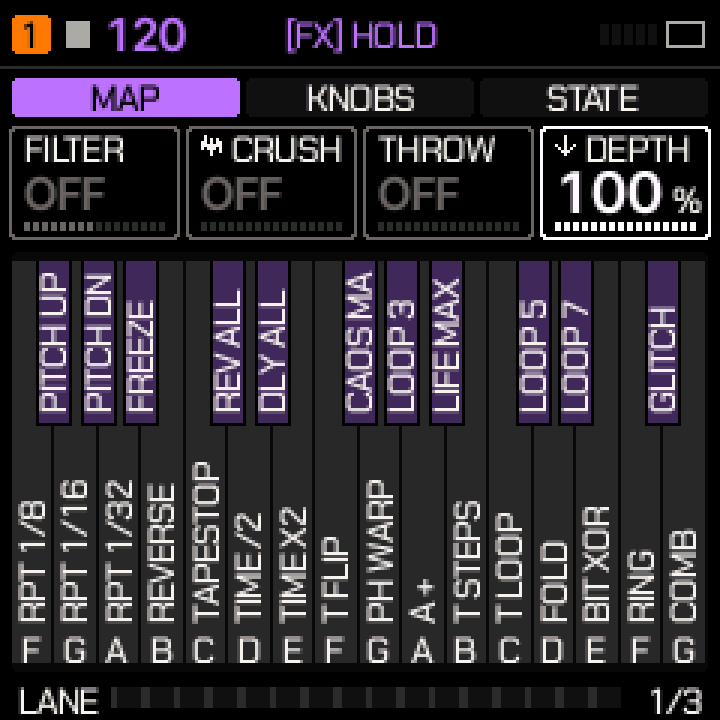 1 120 [FX] HOLD
MAP KNOBS STATE
FILTER CRUSH THROW DEPTH
OFF OFF OFF 100 %
PITCH UP
PITCH DN
FREEZE
REV ALL
DLY ALL
CAOS MA
LOOP 3
LIFE MAX
LOOP 5
LOOP 7
GLITCH
RPT 1/8
RPT 1/16
RPT 1/32
REVERSE
TAPESTOP
TIME/2
TIME X2
T FLIP
PH WARP
A+
T STEPS
T LOOP
FOLD
BIT XOR
RING
COMB
F G A B C D E F G A B C D E F G
LANE 1/3